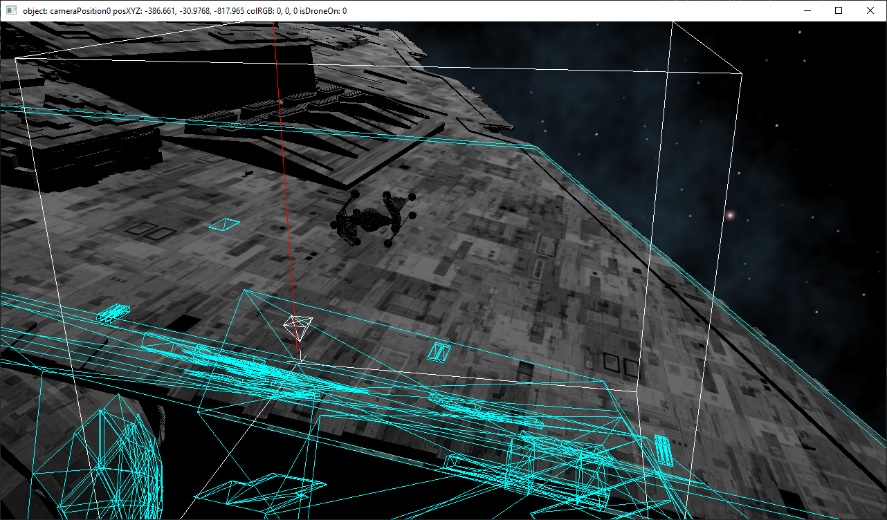 object: cameraPosition0 posXYZ: -386.661, -30.9768, -817.965 colRGB: 0, 0, 0 isDroneOn: 0